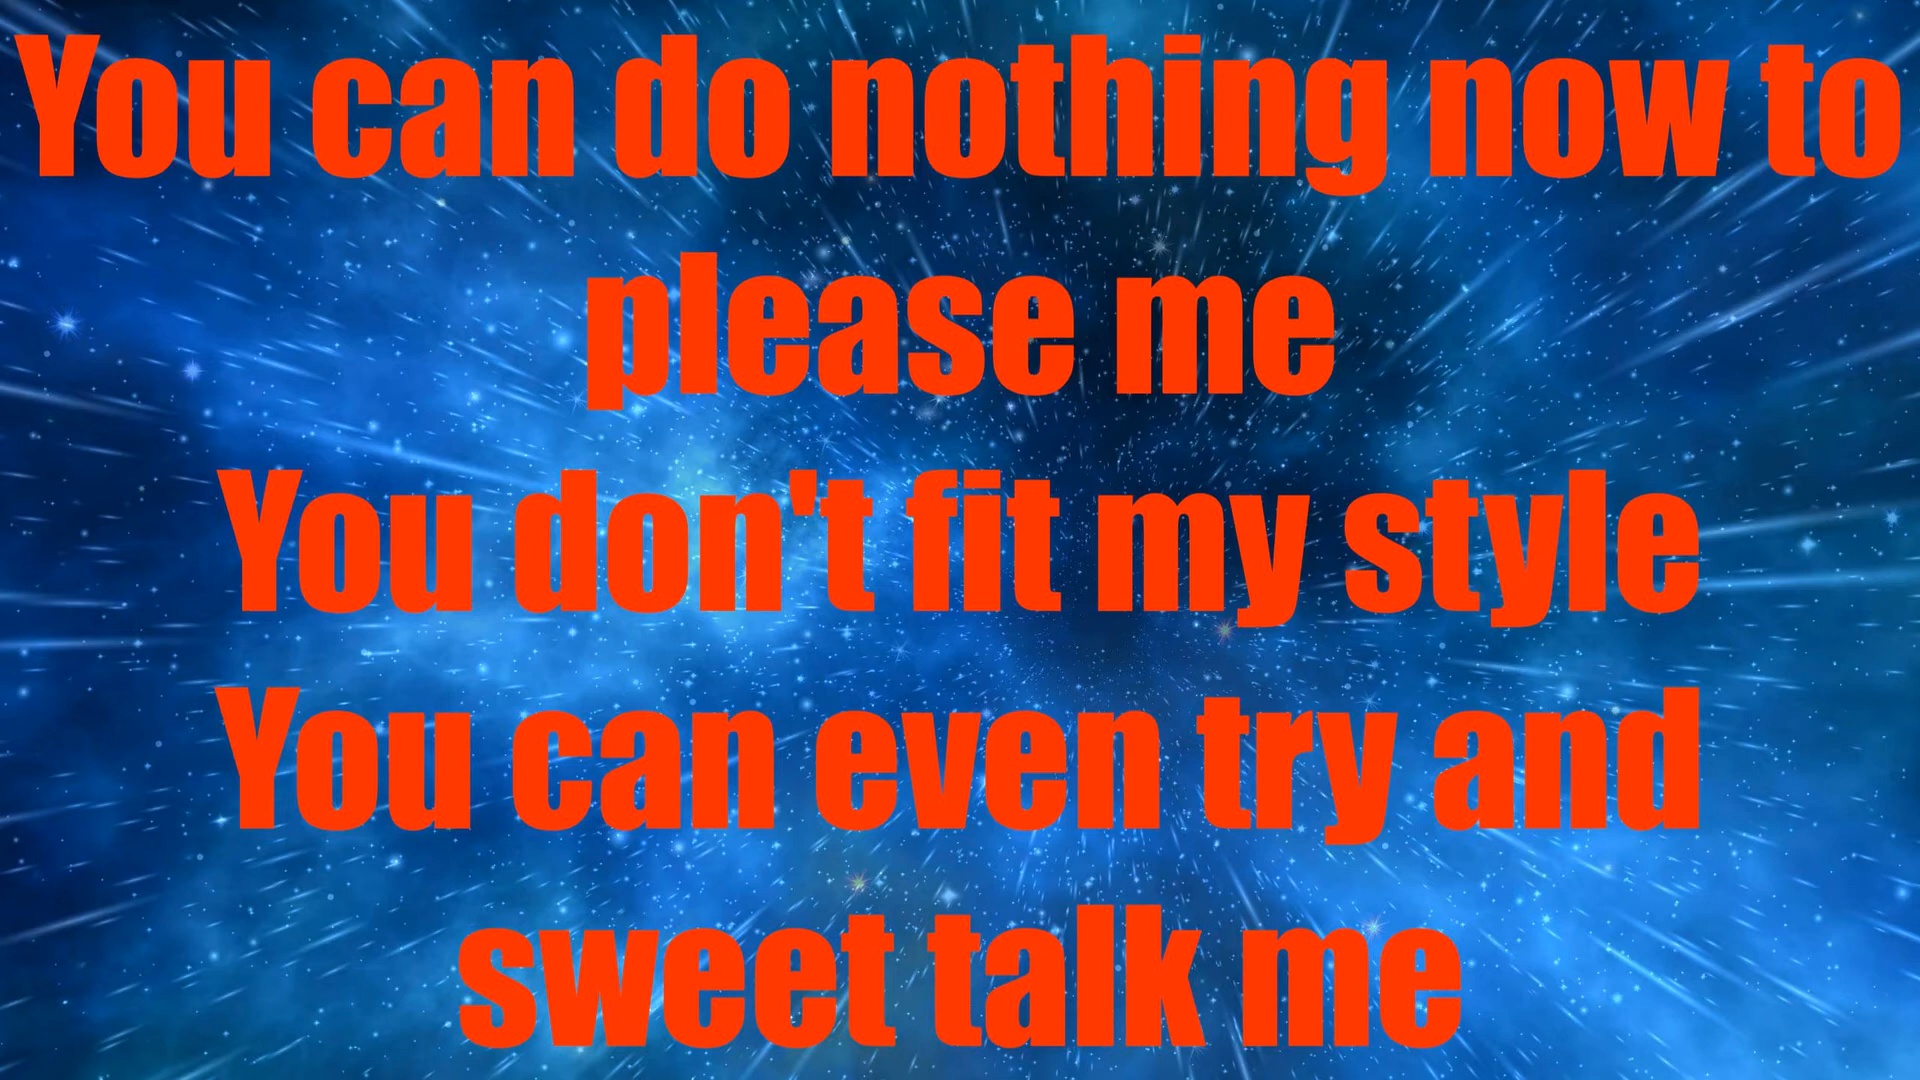 You can do nothing now to
please me
You don't fit my style
You can even try and
sweet talk me